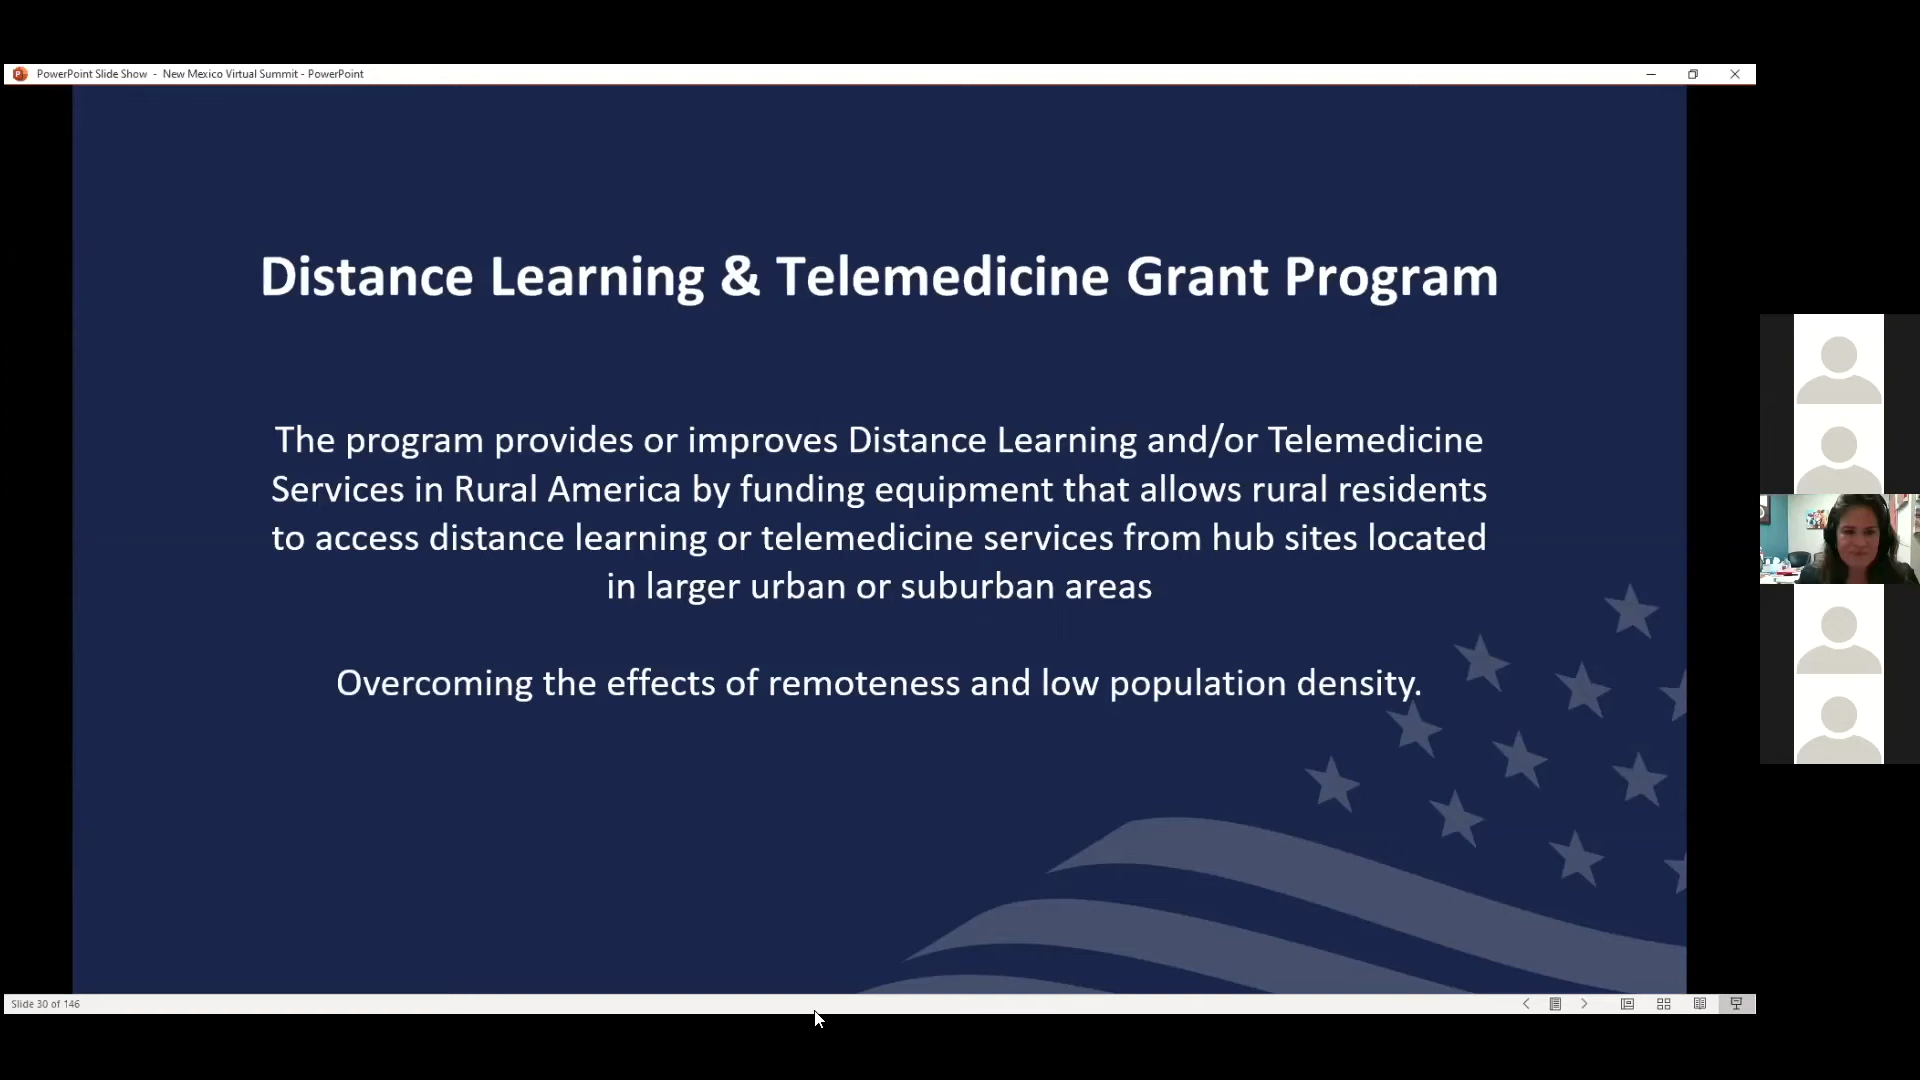 PowerPoint Slide Show - New Mexico Virtual Summit - PowerPoint
Distance Learning & Telemedicine Grant Program
The program provides or improves Distance Learning and/or Telemedicine
Services in Rural America by funding equipment that allows rural residents
to access distance learning or telemedicine services from hub sites located
in larger urban or suburban areas
Overcoming the effects of remoteness and low population density.
Slide 30 of 146